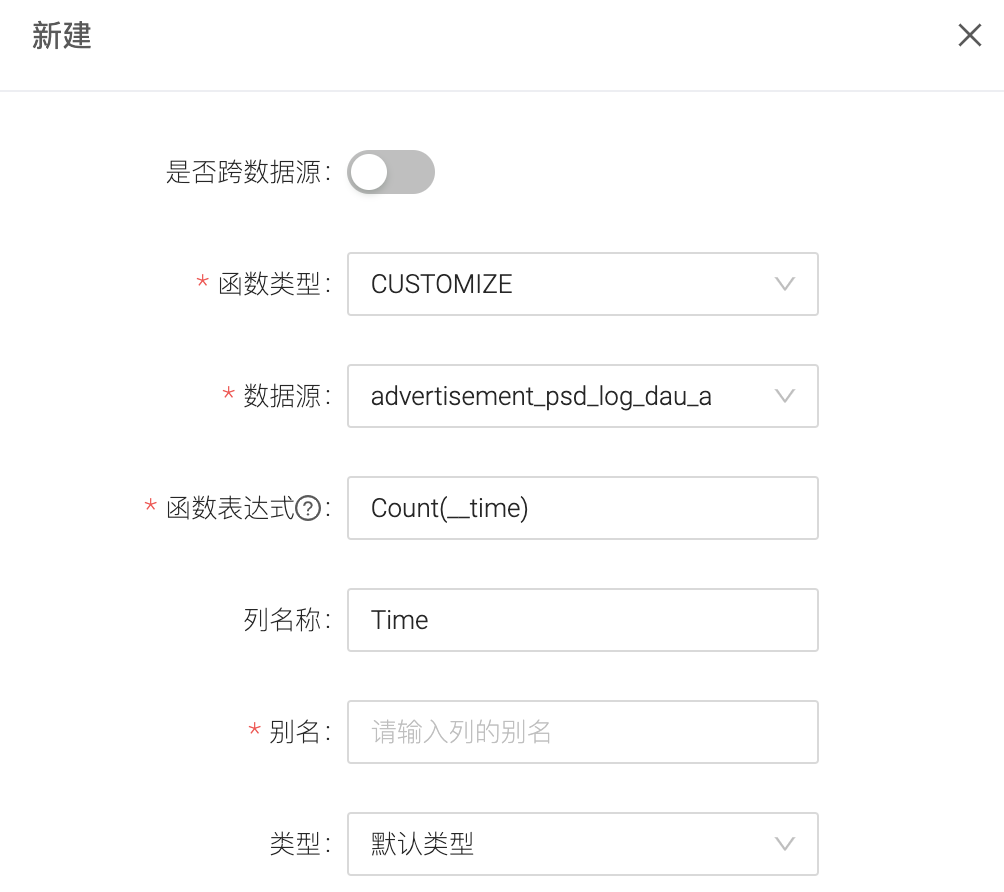 新建
是否跨数据源：
* 函数类型： CUSTOMIZE
* 数据源： advertisement_psd_log_dau_a
* 函数表达式?： Count(__time)
列名称： Time
* 别名： 请输入列的别名
类型： 默认类型